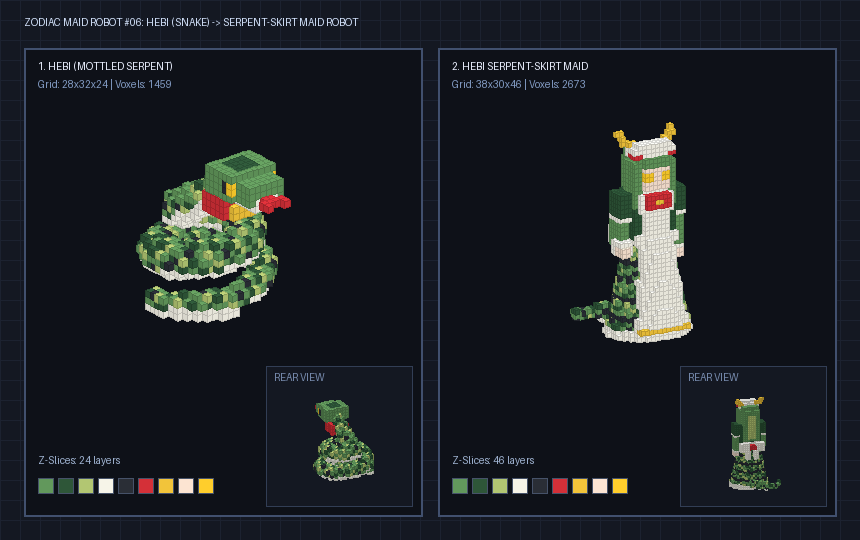 ZODIAC MAID ROBOT #06: HEBI (SNAKE) -> SERPENT-SKIRT MAID ROBOT
1. HEBI (MOTTLED SERPENT)
Grid: 28x32x24 | Voxels: 1459
REAR VIEW
Z-Slices: 24 layers
2. HEBI SERPENT-SKIRT MAID
Grid: 38x30x46 | Voxels: 2673
REAR VIEW
Z-Slices: 46 layers